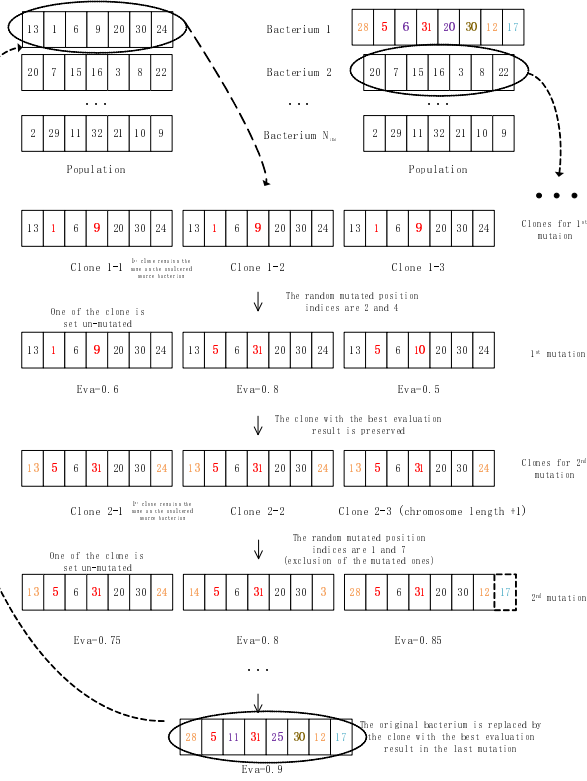 13 1 6 9 20 30 24
Bacterium 1
28 5 6 31 20 30 12 17
20 7 15 16 3 8 22
Bacterium 2
20 7 15 16 3 8 22
...
...
...
2 29 11 32 21 10 9
Bacterium N
2 29 11 32 21 10 9
Population
Population
...
13 1 6 9 20 30 24
13 1 6 9 20 30 24
13 1 6 9 20 30 24
Clones for 1st
mutaion
Clone 1-1
Clone 1-2
Clone 1-3
One of the clone is
set un-mutated
The random mutated position
indices are 2 and 4
13 1 6 9 20 30 24
13 5 6 31 20 30 24
13 5 6 10 20 30 24
1st mutation
Eva=0.6
Eva=0.8
Eva=0.5
The clone with the best evaluation
result is preserved
13 5 6 31 20 30 24
13 5 6 31 20 30 24
13 5 6 31 20 30 24
Clones for 2nd
mutation
Clone 2-1
Clone 2-2
Clone 2-3 (chromosome length +1)
One of the clone is
set un-mutated
The random mutated position
indices are 1 and 7
(exclusion of the mutated ones)
13 5 6 31 20 30 24
14 5 6 31 20 30 3
28 5 6 31 20 30 12 17
2nd mutation
Eva=0.75
Eva=0.8
Eva=0.85
...
28 5 11 31 25 30 12 17
The original bacterium is replaced by
the clone with the best evaluation
result in the last mutation
Eva=0.9